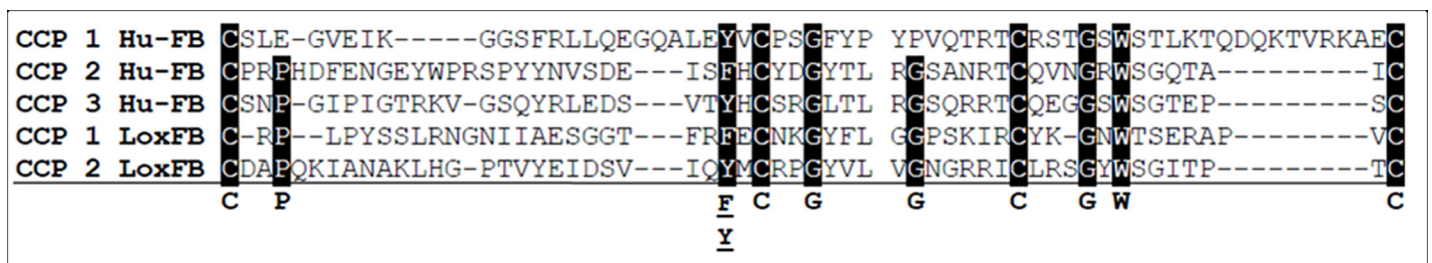 CCP 1 Hu-FB CSLE-GVEIK-----GGSFRLLQEGQALEYVCPSGFYP YPVQTRTCRSTGSWSTLKTQDQKTVRKAEC
CCP 2 Hu-FB CPRPHDFENGEYWPRSPYYNVSDE---ISFHCYDGYTLR GSANRTCQVNGRWSGQTA---------IC
CCP 3 Hu-FB CSNP-GIPIGTRKV-GSQYRLEDS---VTYHCSRGLTL RGSQRRTCQEGGSWSGTEP---------SC
CCP 1 LoxFB C-RP--LPYSSLRNGNIIAESGGT---FRFECNKGYFL GGPSKIRCYK-GNWTSERAP--------VC
CCP 2 LoxFB CDAPQKIANAKLHG-PTVYEIDSV---IQYMCRPGYVL VGNGRRICLRSGYWSGITP---------TC
C P F C G G C G W C
Y